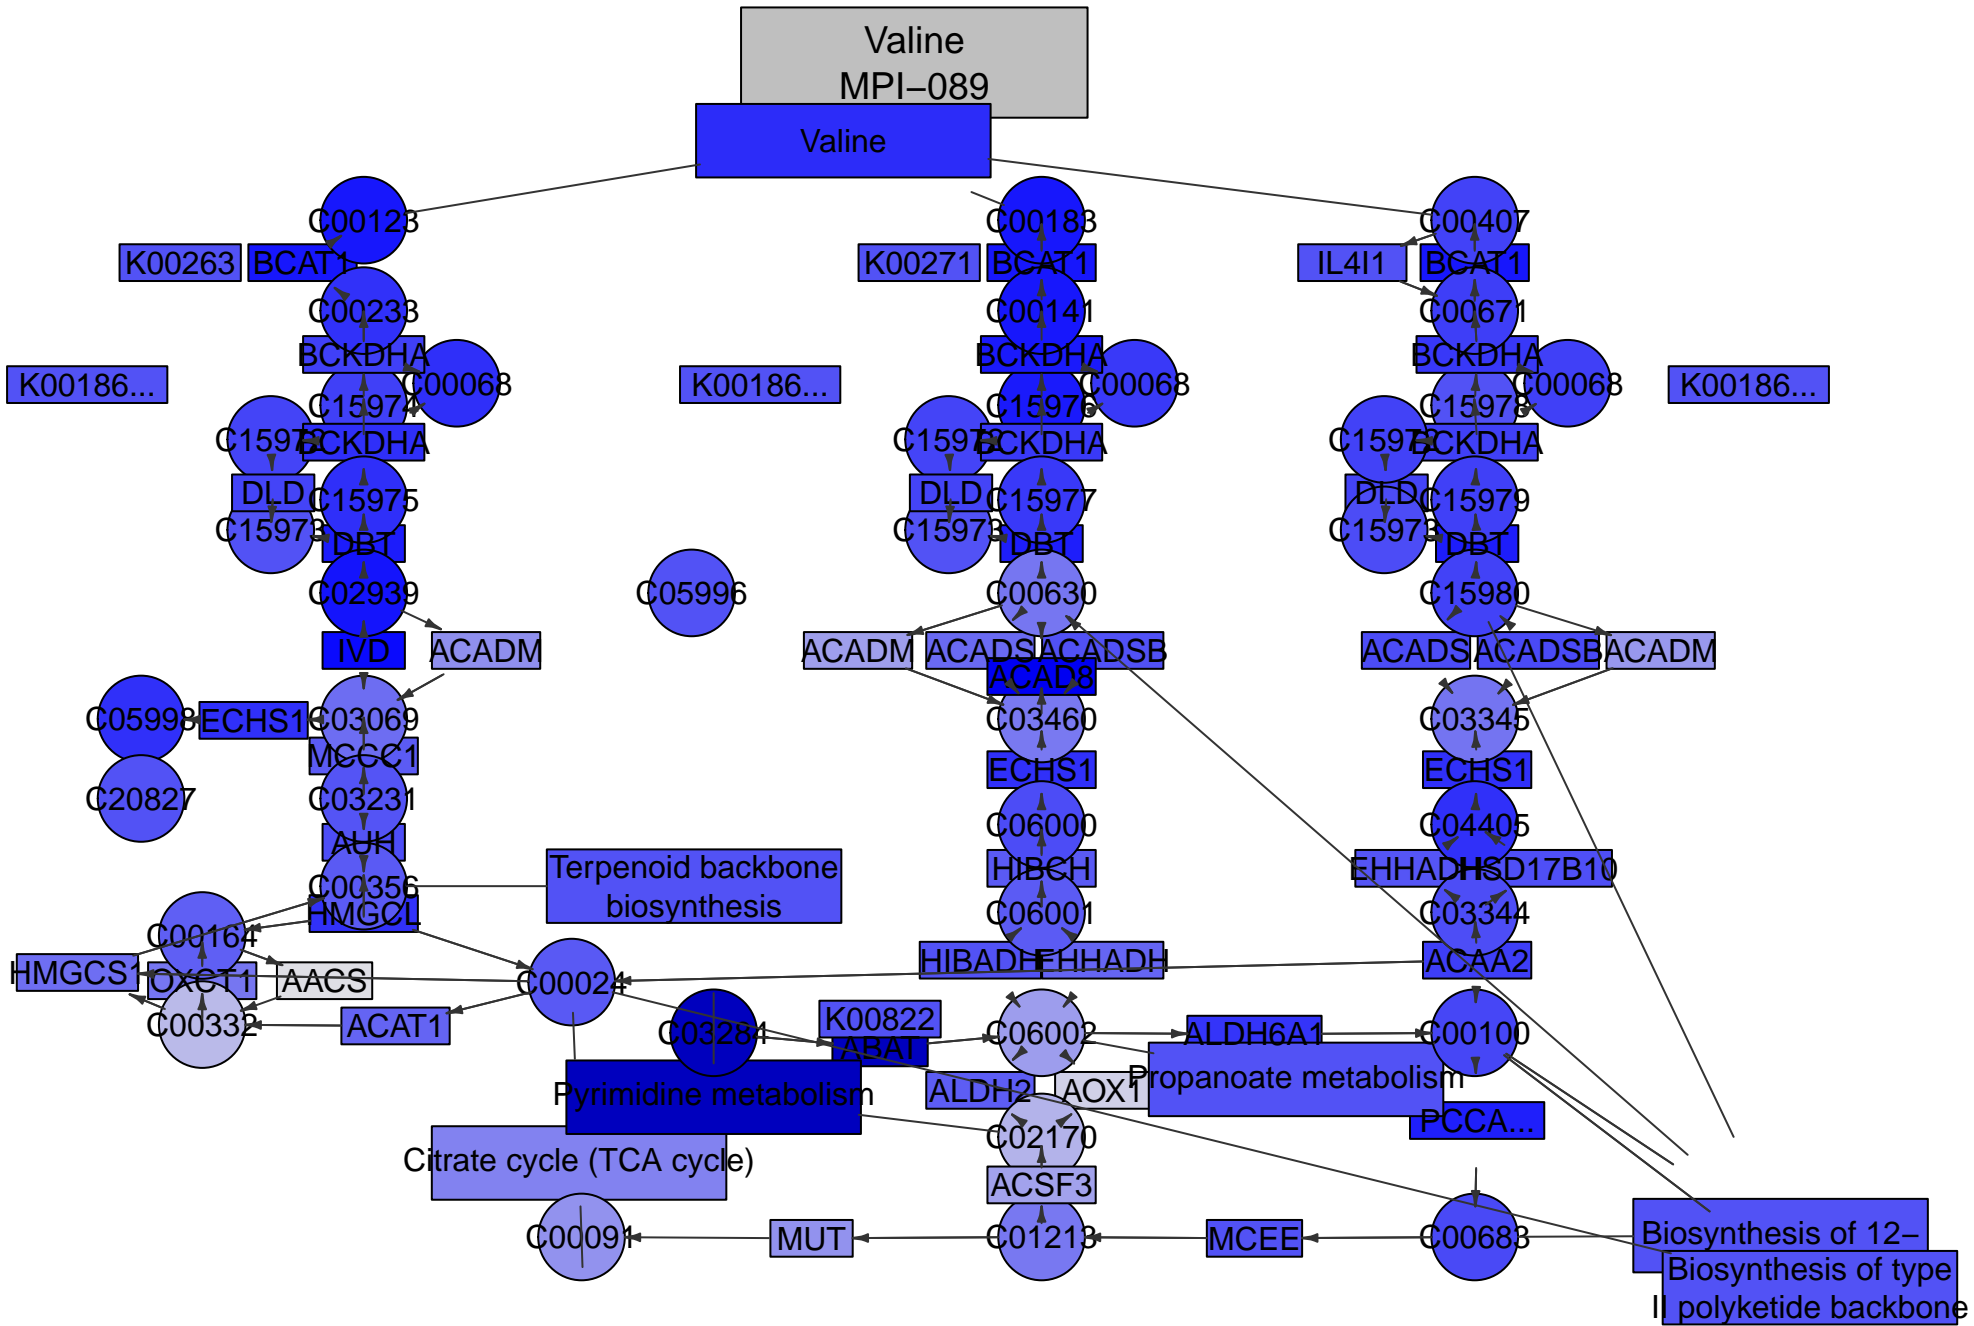 Valine
MPI–089
Valine
C00123
C00183
C00407
K00263
BCAT1
K00271
BCAT1
IL4I1
BCAT1
C00233
C00141
C00671
BCKDHA
BCKDHA
BCKDHA
K00186...
C15974
C00068
K00186...
C15976
C00068
C15978
C00068
K00186...
C15972
BCKDHA
C15972
BCKDHA
C15972
BCKDHA
DLD
C15975
DLD
C15977
DLD
C15979
C15973
DBT
C15973
DBT
C15973
DBT
C02939
C05996
C00630
C15980
IVD
ACADM
ACADM
ACADS
ACADSB
ACADS
ACADSB
ACADM
ACAD8
C05998
ECHS1
C03069
C03460
C03345
MCCC1
ECHS1
ECHS1
C20827
C03231
C06000
C04405
AUH
Terpenoid backbone
biosynthesis
HIBCH
EHHADH
HSD17B10
C00356
HMGCL
C06001
C03344
C00164
HMGCS1
OXCT1
AACS
C00024
HIBADH
EHHADH
ACAA2
C00332
ACAT1
C03284
K00822
ABAT
C06002
ALDH6A1
C00100
Pyrimidine metabolism
ALDH2
AOX1
Propanoate metabolism
PCCA...
C02170
Citrate cycle (TCA cycle)
ACSF3
C00091
MUT
C01213
MCEE
C00683
Biosynthesis of 12–
Biosynthesis of type
II polyketide backbone